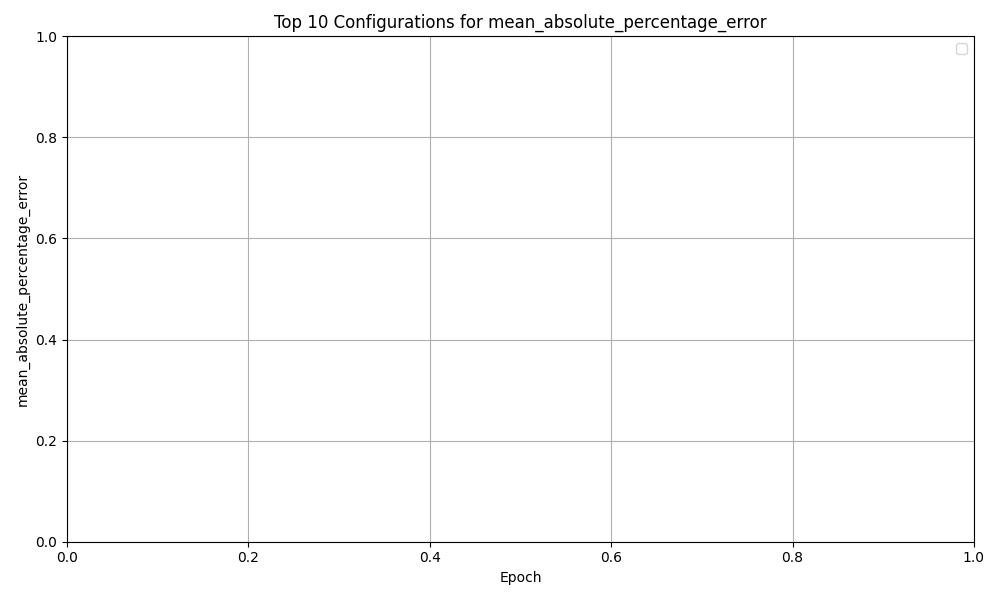 Top 10 Configurations for mean_absolute_percentage_error
1.0
0.8
0.6
0.4
0.2
0.0
mean_absolute_percentage_error
0.0 0.2 0.4 0.6 0.8 1.0
Epoch